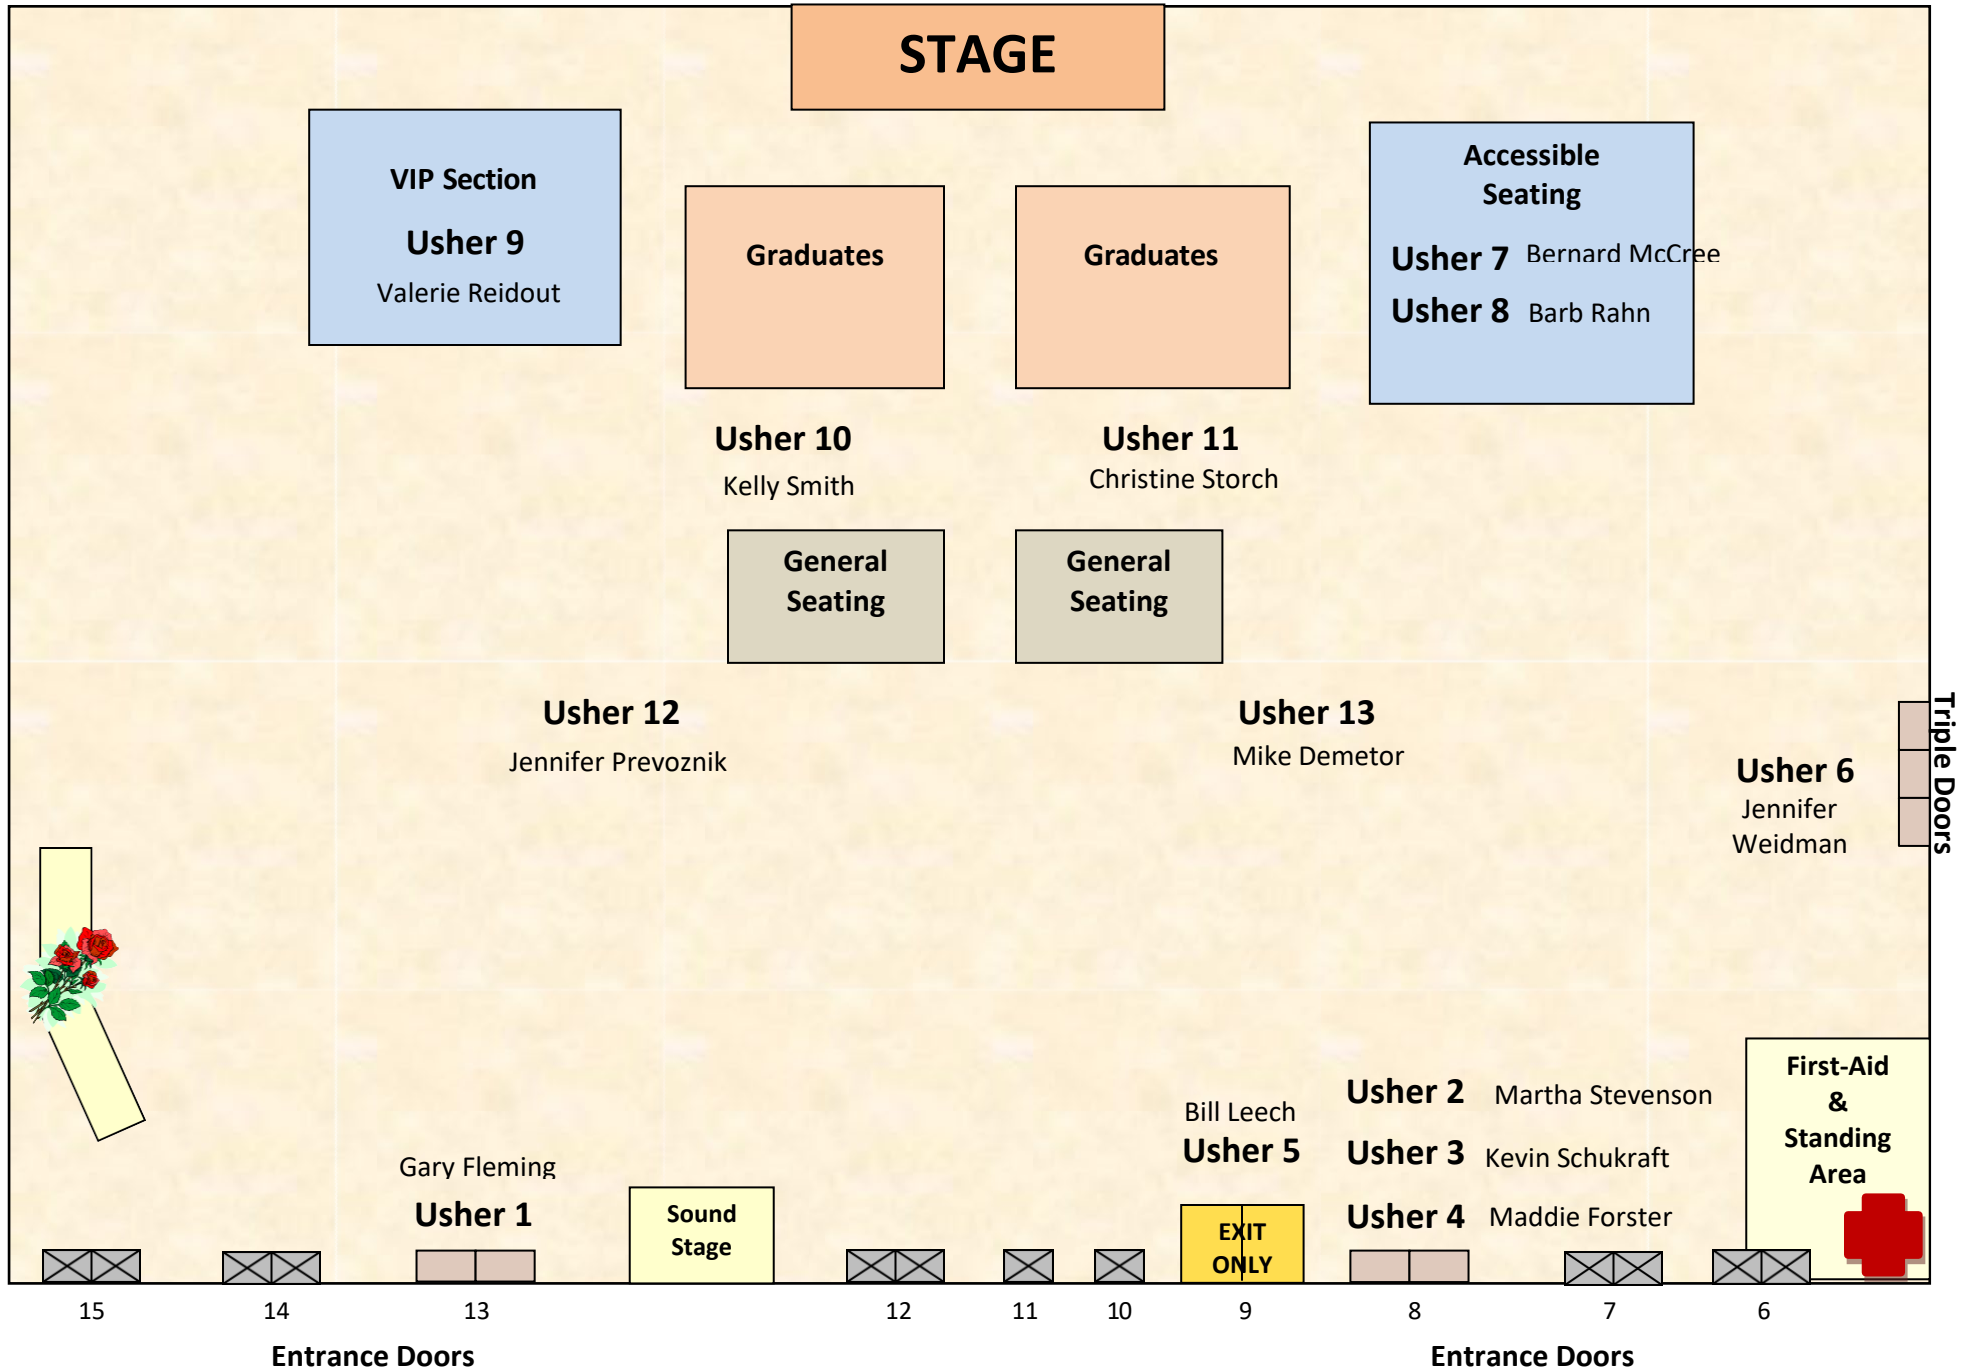 STAGE
VIP Section
Usher 9
Valerie Reidout
Graduates
Graduates
Accessible
Seating
Usher 7 Bernard McCree
Usher 8 Barb Rahn
Usher 10
Kelly Smith
Usher 11
Christine Storch
General
Seating
General
Seating
Usher 12
Jennifer Prevoznik
Usher 13
Mike Demetor
Usher 6
Jennifer
Weidman
Triple Doors
Gary Fleming
Usher 1
Sound
Stage
Bill Leech
Usher 5
EXIT
ONLY
Usher 2 Martha Stevenson
Usher 3 Kevin Schukraft
Usher 4 Maddie Forster
First-Aid
&
Standing
Area
15 14 13 12 11 10 9 8 7 6
Entrance Doors Entrance Doors